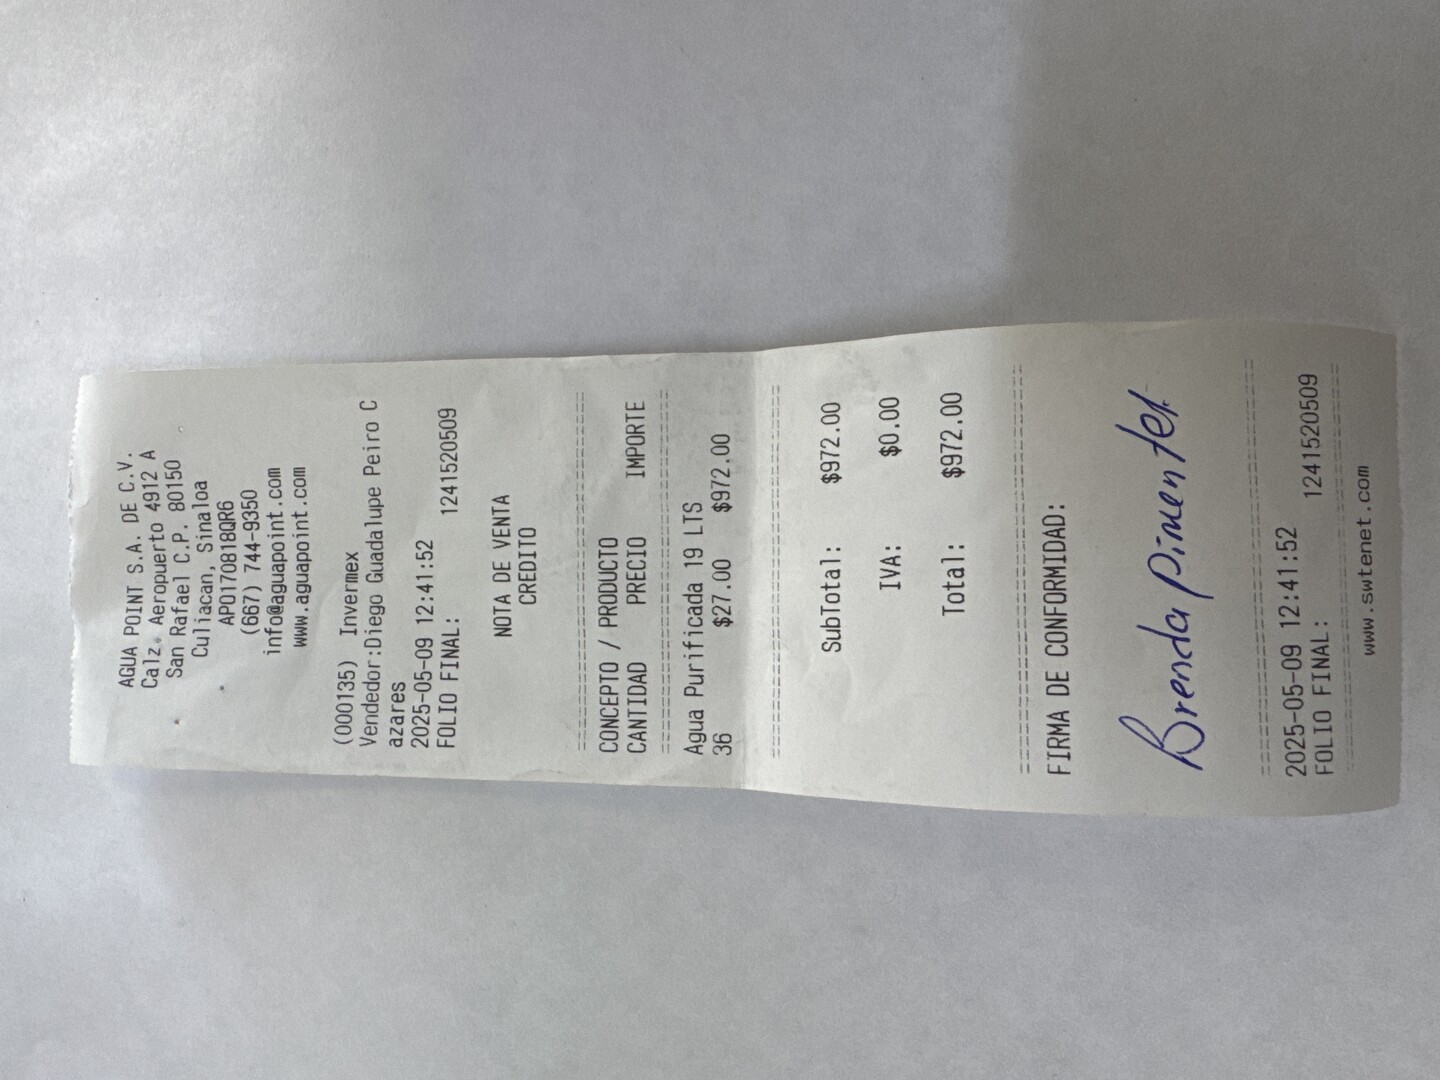 AGUA POINT S.A. DE C.V.
Calz. Aeropuerto 4912 A
San Rafael C.P. 80150
Culiacan, Sinaloa
APO170818QR6
(667) 744-9350
info@aguapoint.com
www.aguapoint.com
(000135) Invermex
Vendedor:Diego Guadalupe Peiro C
azares
2025-05-09 12:41:52
FOLIO FINAL: 1241520509
NOTA DE VENTA
CREDITO
CONCEPTO / PRODUCTO
CANTIDAD PRECIO IMPORTE
Agua Purificada 19 LTS
36 $27.00 $972.00
SubTotal: $972.00
IVA: $0.00
Total: $972.00
FIRMA DE CONFORMIDAD:
Brenda Pimentel
2025-05-09 12:41:52
FOLIO FINAL: 1241520509
www.swtenet.com